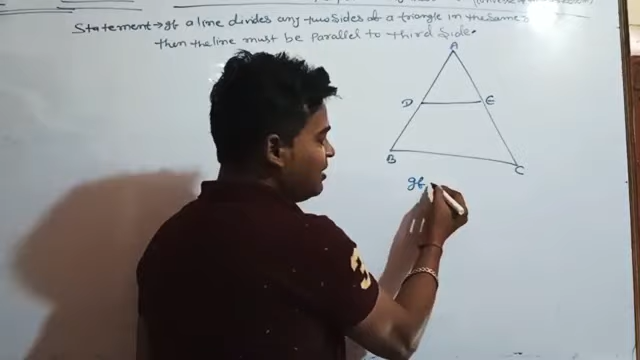 Statement→ If a line divides any two sides of a triangle in the same
then the line must be parallel to third side.
A
D E
B
C
If
3